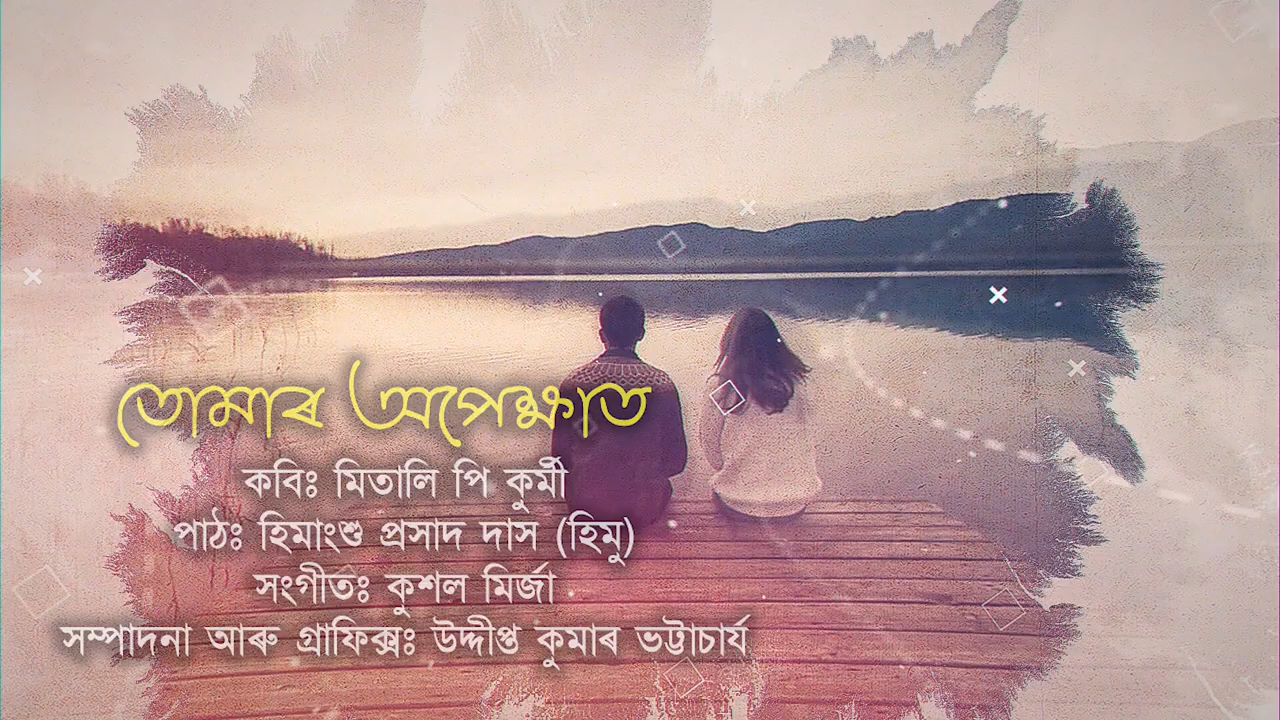 তোমাৰ অপেক্ষাত
কবিঃ মিতালি পি কুৰ্মী
পাঠঃ হিমাংশু প্ৰসাদ দাস (হিমু)
সংগীতঃ কুশল মিৰ্জা
সম্পাদনা আৰু গ্ৰাফিক্সঃ উদ্দীপ্ত কুমাৰ ভট্টাচাৰ্য